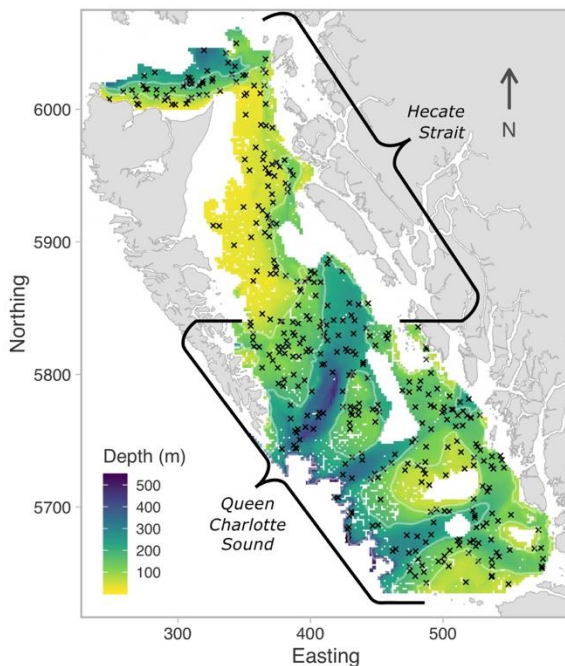 6000
5900
5800
5700
Northing
Hecate
Strait
N
Depth (m)
500
400
300
200
100
Queen
Charlotte
Sound
300
400
500
Easting